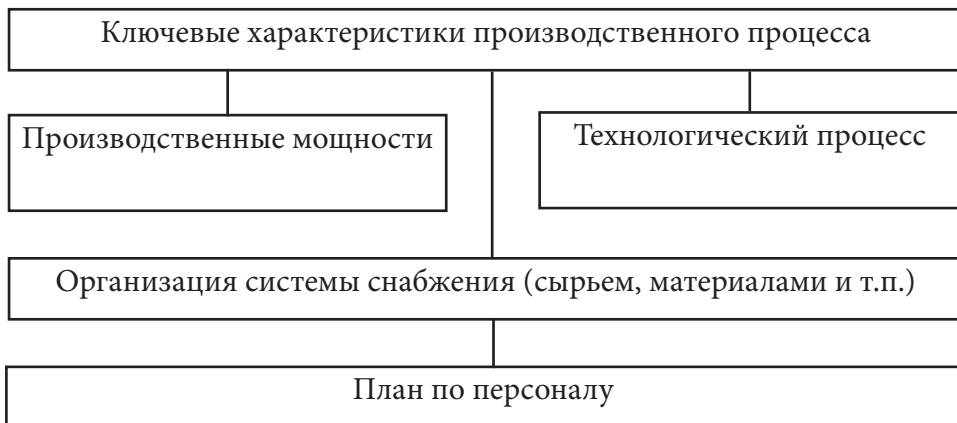 Ключевые характеристики производственного процесса
Производственные мощности
Технологический процесс
Организация системы снабжения (сырьем, материалами и т.п.)
План по персоналу